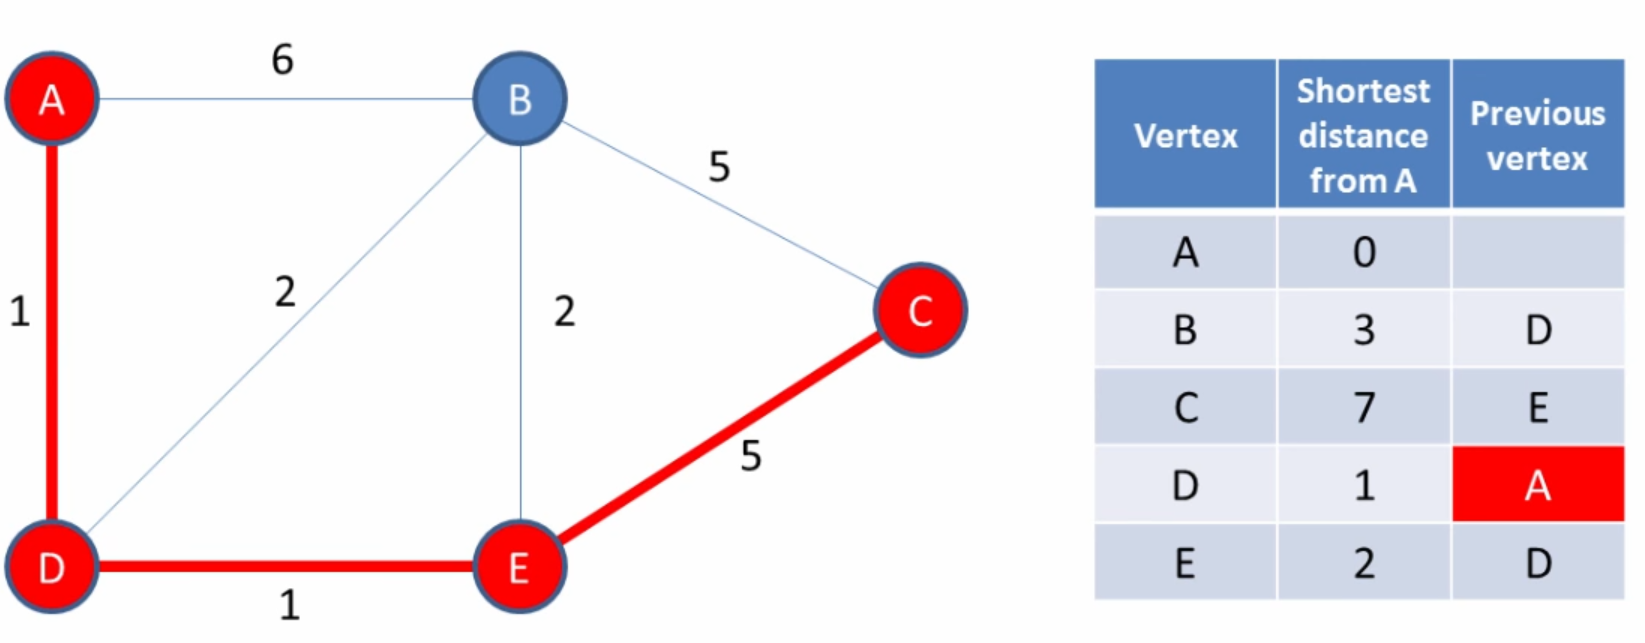 6
A
B
5
2
1
2
C
5
D
E
1
Vertex
Shortest
distance
from A
Previous
vertex
A 0
B 3 D
C 7 E
D 1 A
E 2 D